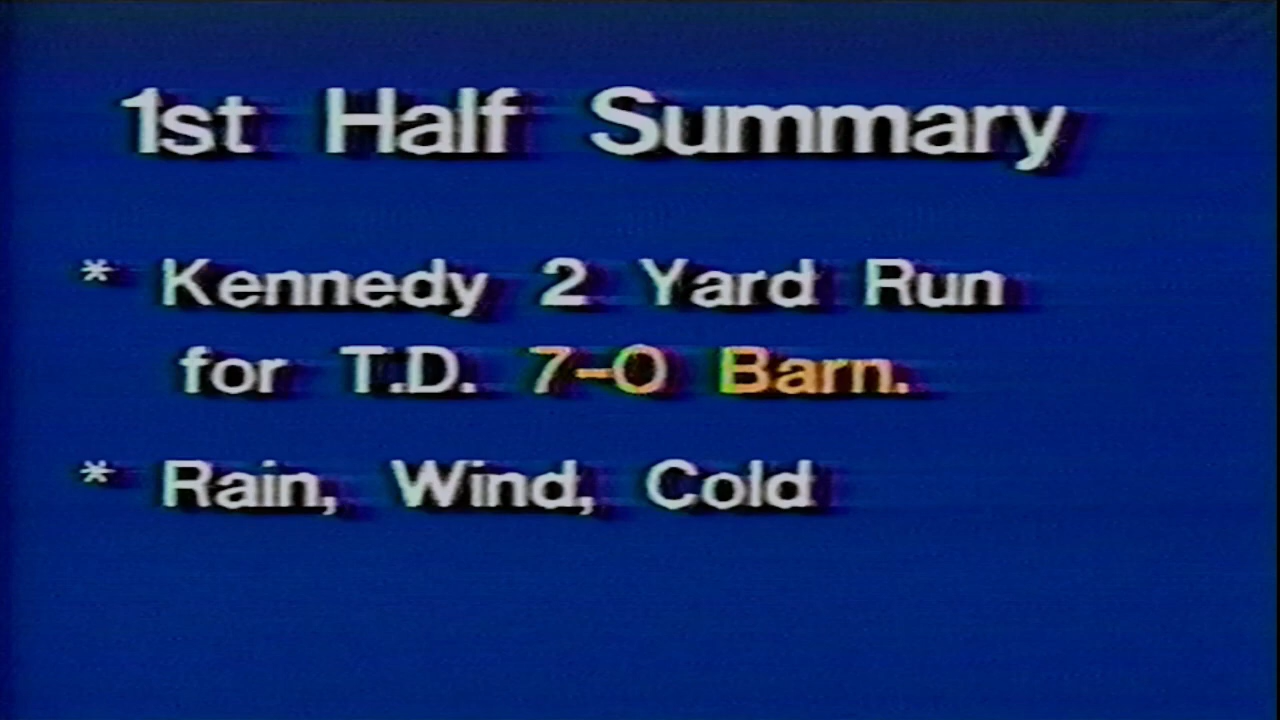 1st Half Summary
* Kennedy 2 Yard Run
for T.D. 7-0 Barn.
* Rain, Wind, Cold